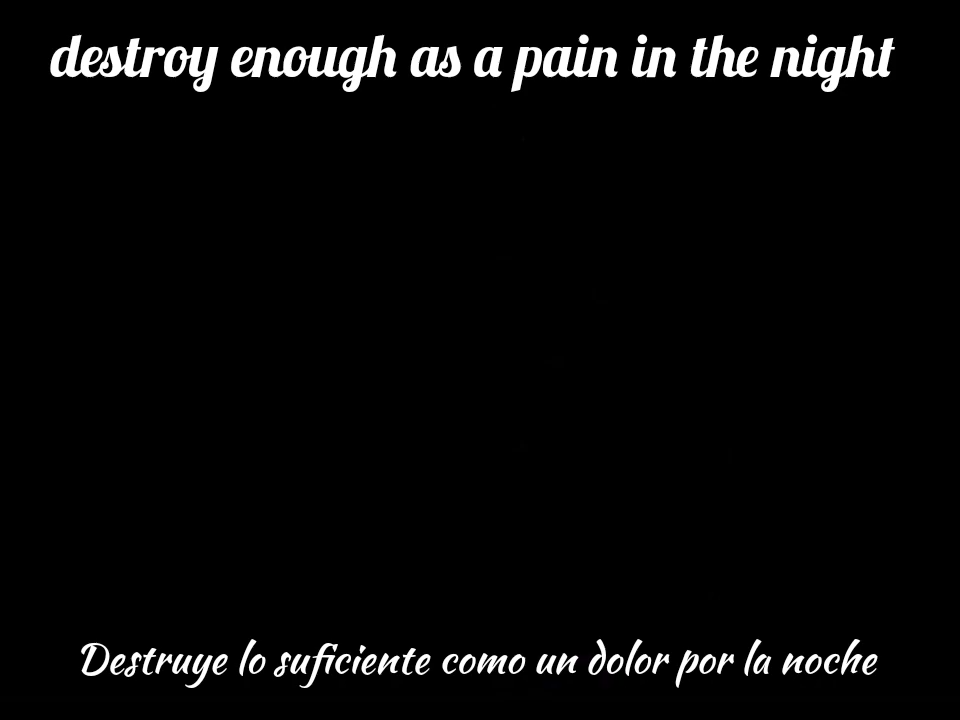 destroy enough as a pain in the night
Destruye lo suficiente como un dolor por la noche